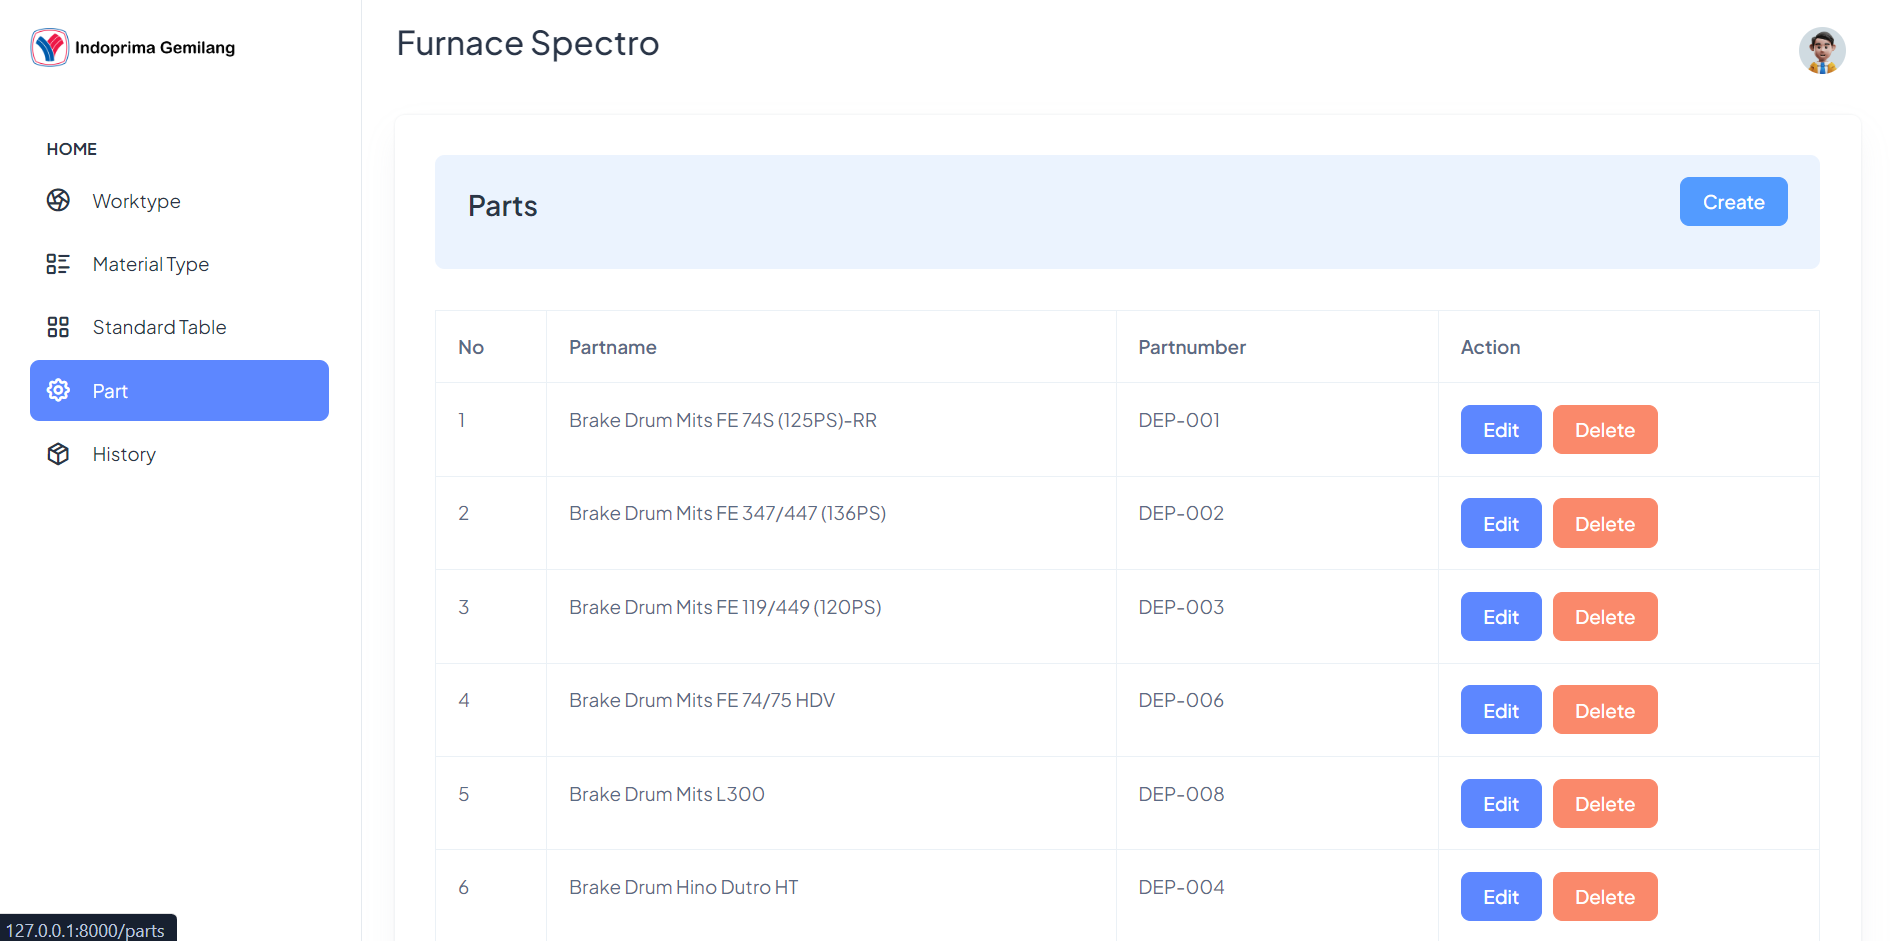 Indoprima Gemilang
Furnace Spectro
HOME
Worktype
Material Type
Standard Table
Part
History
Parts
Create
No Partname Partnumber Action
1 Brake Drum Mits FE 74S (125PS)-RR DEP-001 Edit Delete
2 Brake Drum Mits FE 347/447 (136PS) DEP-002 Edit Delete
3 Brake Drum Mits FE 119/449 (120PS) DEP-003 Edit Delete
4 Brake Drum Mits FE 74/75 HDV DEP-006 Edit Delete
5 Brake Drum Mits L300 DEP-008 Edit Delete
6 Brake Drum Hino Dutro HT DEP-004 Edit Delete
127.0.0.1:8000/parts